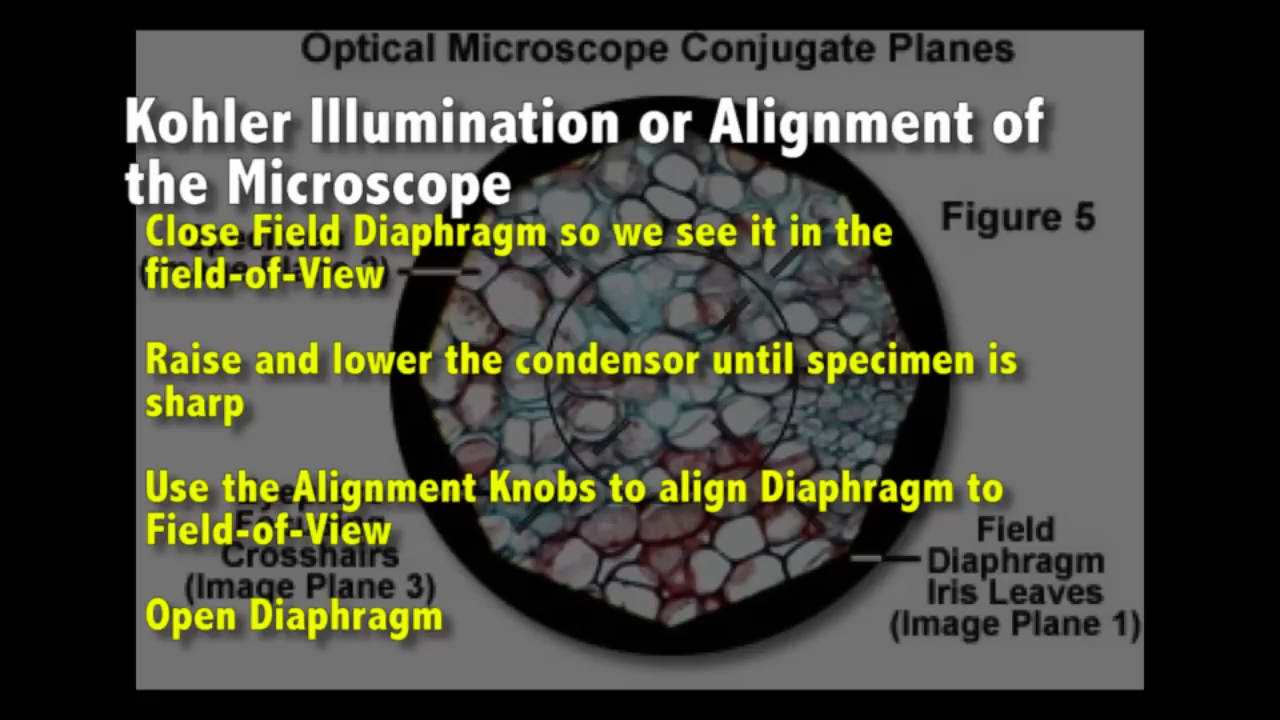 Optical Microscope Conjugate Planes
Kohler Illumination or Alignment of
the Microscope
Figure 5
Close Field Diaphragm so we see it in the
field-of-View
Raise and lower the condensor until specimen is
sharp
Use the Alignment Knobs to align Diaphragm to
Field-of-View
Open Diaphragm
Crosshairs
(Image Plane 3)
Field
Diaphragm
Iris Leaves
(Image Plane 1)